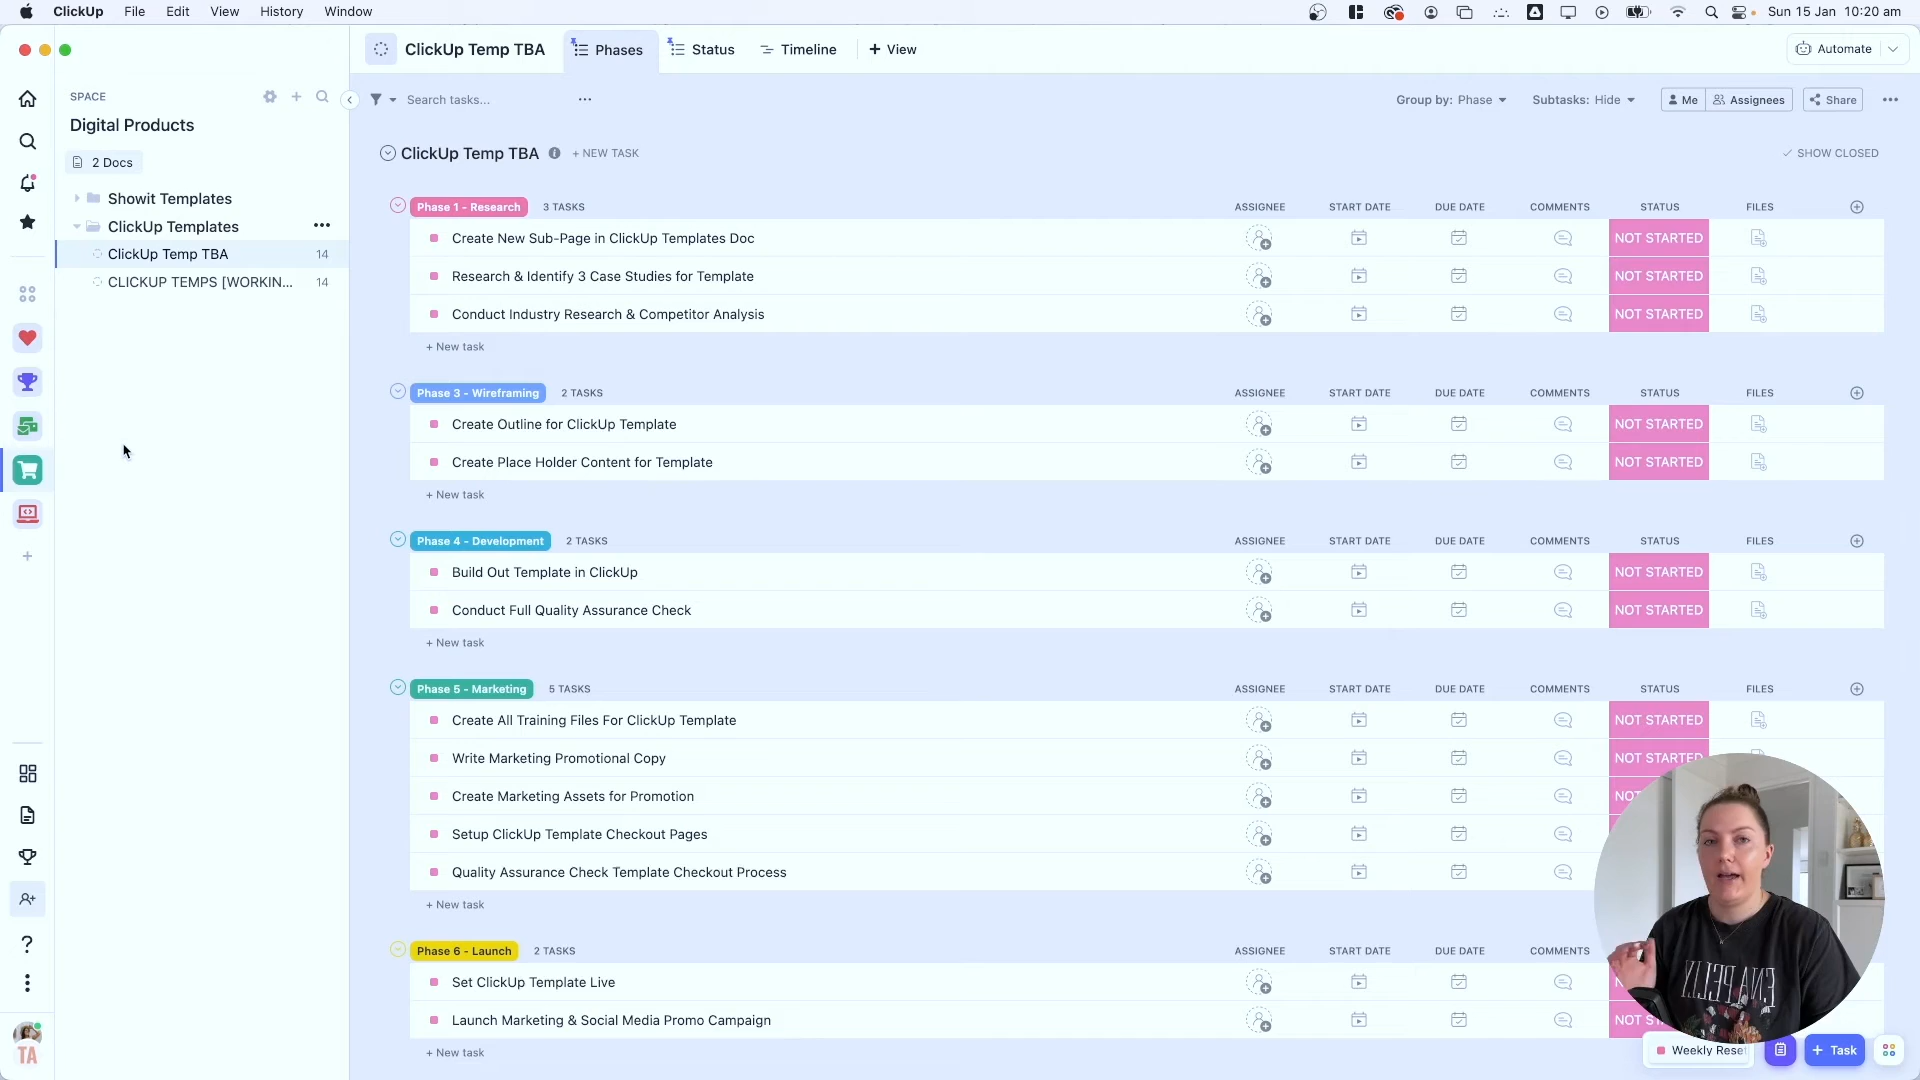 ClickUp File Edit View History Window
Sun 15 Jan 10:20 am
ClickUp Temp TBA Phases Status Timeline + View
Automate
SPACE
Digital Products
2 Docs
Showit Templates
ClickUp Templates
ClickUp Temp TBA 14
CLICKUP TEMPS [WORKIN... 14
TA
Search tasks...
Group by: Phase Subtasks: Hide Me Assignees Share
ClickUp Temp TBA + NEW TASK
SHOW CLOSED
Phase 1 - Research 3 TASKS ASSIGNEE START DATE DUE DATE COMMENTS STATUS FILES
Create New Sub-Page in ClickUp Templates Doc NOT STARTED
Research & Identify 3 Case Studies for Template NOT STARTED
Conduct Industry Research & Competitor Analysis NOT STARTED
+ New task
Phase 3 - Wireframing 2 TASKS ASSIGNEE START DATE DUE DATE COMMENTS STATUS FILES
Create Outline for ClickUp Template NOT STARTED
Create Place Holder Content for Template NOT STARTED
+ New task
Phase 4 - Development 2 TASKS ASSIGNEE START DATE DUE DATE COMMENTS STATUS FILES
Build Out Template in ClickUp NOT STARTED
Conduct Full Quality Assurance Check NOT STARTED
+ New task
Phase 5 - Marketing 5 TASKS ASSIGNEE START DATE DUE DATE COMMENTS STATUS FILES
Create All Training Files For ClickUp Template NOT STARTED
Write Marketing Promotional Copy NOT STARTED
Create Marketing Assets for Promotion
Setup ClickUp Template Checkout Pages
Quality Assurance Check Template Checkout Process
+ New task
Phase 6 - Launch 2 TASKS ASSIGNEE START DATE DUE DATE COMMENTS
Set ClickUp Template Live
Launch Marketing & Social Media Promo Campaign
+ New task
Weekly Reset
+ Task